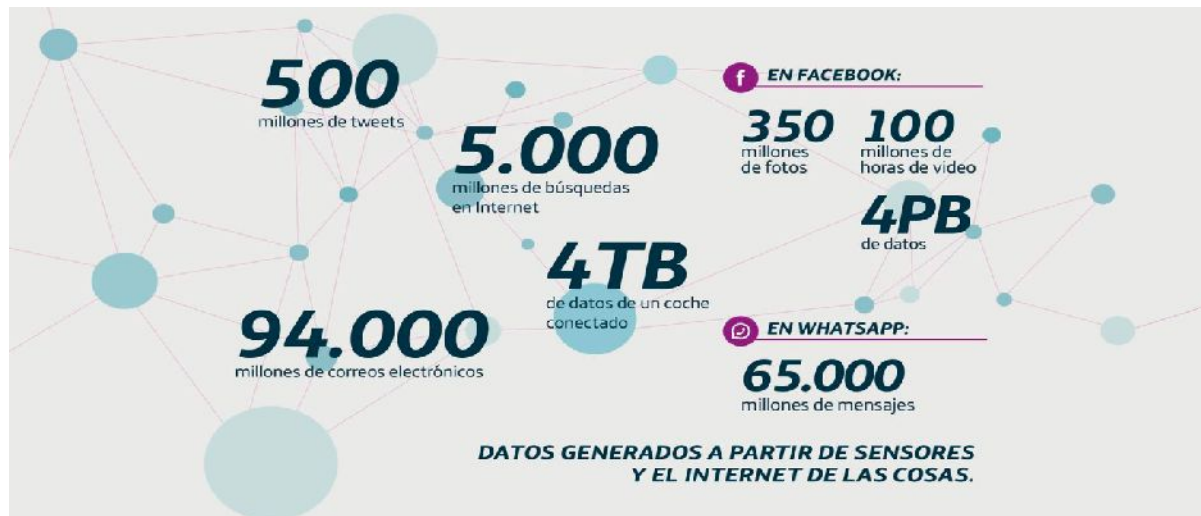 500
millones de tweets
5.000
millones de búsquedas
en Internet
4TB
de datos de un coche
conectado
94.000
millones de correos electrónicos
EN FACEBOOK:
350
millones
de fotos
100
millones de
horas de video
4PB
de datos
EN WHATSAPP:
65.000
millones de mensajes
DATOS GENERADOS A PARTIR DE SENSORES
Y EL INTERNET DE LAS COSAS.